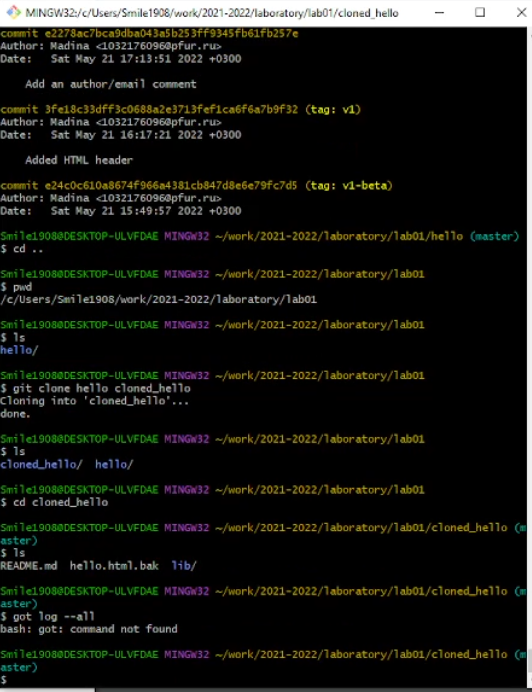 MINGW32:/c/Users/Smile1908/work/2021-2022/laboratory/lab01/cloned_hello
commit e2278ac7bca9dba043a5b253ff9345fb61fb257e
Author: Madina <1032176096@pfur.ru>
Date:   Sat May 21 17:13:51 2022 +0300
    Add an author/email comment
commit 3fe18c33dff3c0688a2e3713fef1ca6f6a7b9f32 (tag: v1)
Author: Madina <1032176096@pfur.ru>
Date:   Sat May 21 16:17:21 2022 +0300
    Added HTML header
commit e24c0c610a8674f966a4381cb847d8e6e79fc7d5 (tag: v1-beta)
Author: Madina <1032176096@pfur.ru>
Date:   Sat May 21 15:49:57 2022 +0300
Smile1908@DESKTOP-ULVFDAE MINGW32 ~/work/2021-2022/laboratory/lab01/hello (master)
$ cd ..
Smile1908@DESKTOP-ULVFDAE MINGW32 ~/work/2021-2022/laboratory/lab01
$ pwd
/c/Users/Smile1908/work/2021-2022/laboratory/lab01
Smile1908@DESKTOP-ULVFDAE MINGW32 ~/work/2021-2022/laboratory/lab01
$ ls
hello/
Smile1908@DESKTOP-ULVFDAE MINGW32 ~/work/2021-2022/laboratory/lab01
$ git clone hello cloned_hello
Cloning into 'cloned_hello'...
done.
Smile1908@DESKTOP-ULVFDAE MINGW32 ~/work/2021-2022/laboratory/lab01
$ ls
cloned_hello/  hello/
Smile1908@DESKTOP-ULVFDAE MINGW32 ~/work/2021-2022/laboratory/lab01
$ cd cloned_hello
Smile1908@DESKTOP-ULVFDAE MINGW32 ~/work/2021-2022/laboratory/lab01/cloned_hello (m
aster)
$ ls
README.md  hello.html.bak  lib/
Smile1908@DESKTOP-ULVFDAE MINGW32 ~/work/2021-2022/laboratory/lab01/cloned_hello (m
aster)
$ got log --all
bash: got: command not found
Smile1908@DESKTOP-ULVFDAE MINGW32 ~/work/2021-2022/laboratory/lab01/cloned_hello (m
aster)
$